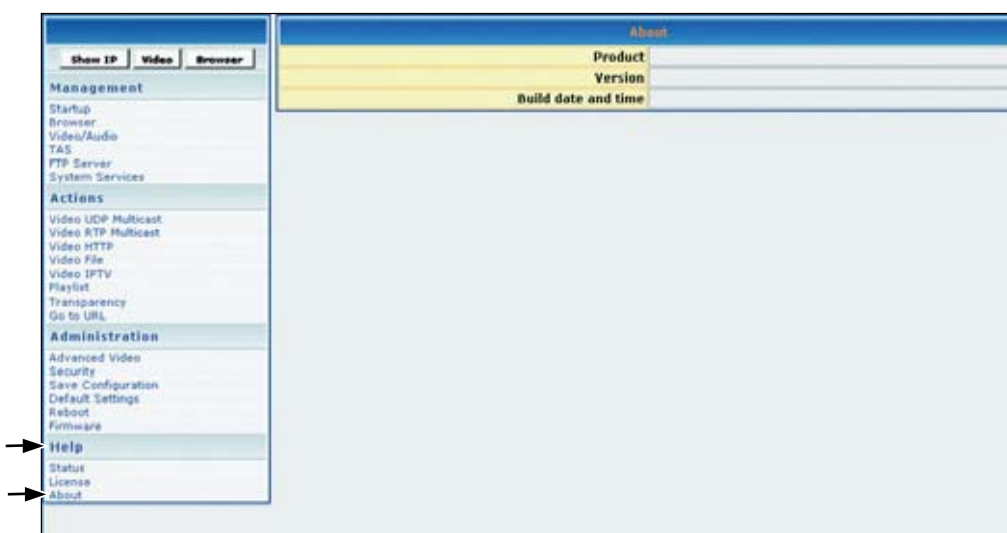 Show IP Video Browser
Management
Startup
Browser
Video/Audio
TAS
FTP Server
System Services
Actions
Video UDP Multicast
Video RTP Multicast
Video HTTP
Video File
Video IPTV
Playlist
Transparency
Go to URL
Administration
Advanced Video
Security
Save Configuration
Default Settings
Reboot
Firmware
Help
Status
License
About
About
Product
Version
Build date and time